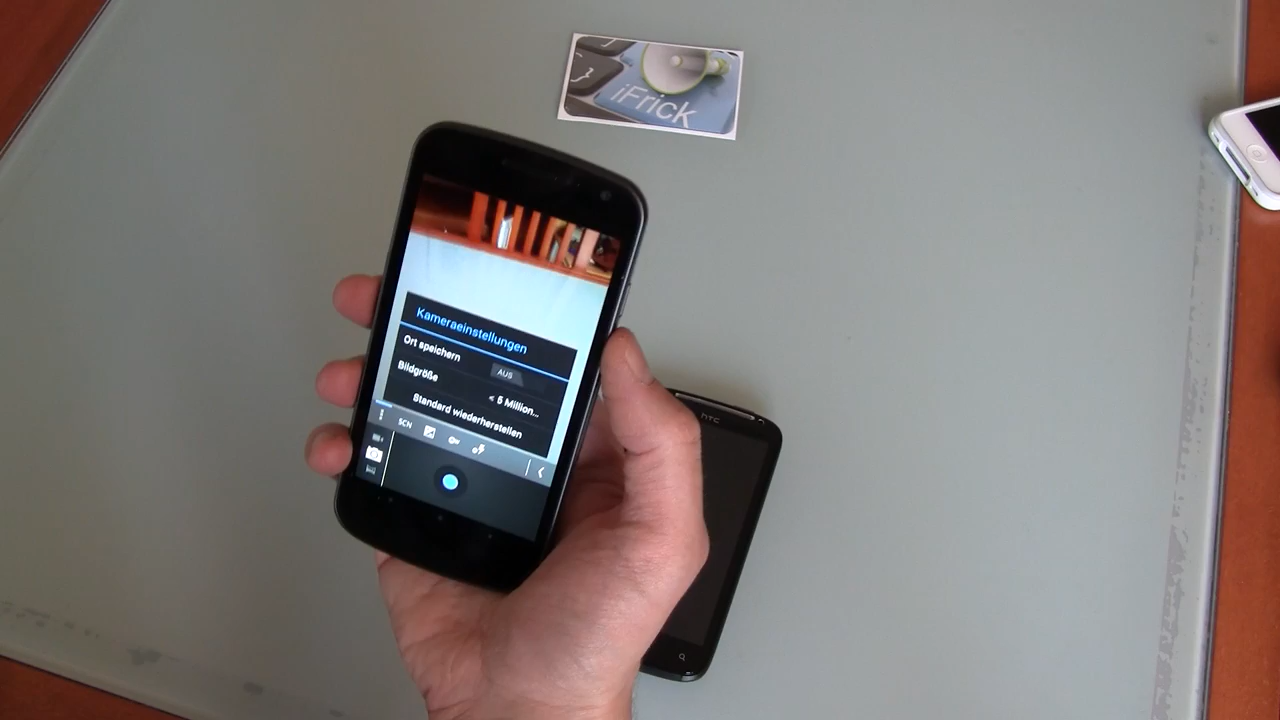 iFrick
Kameraeinstellungen
Ort speichern
AUS
Bildgröße
< 5 Million...
Standard wiederherstellen
SCN
hTC